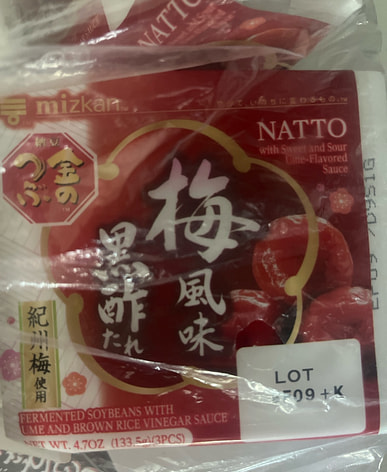 NATTO
mizkan
NATTO
with Sweet and Sour
Ume-Flavored
Sauce
金の
つぶ
梅
風味
黒酢
たれ
紀州梅
使用
LOT
FERMENTED SOYBEANS WITH
UME AND BROWN RICE VINEGAR SAUCE
NET WT. 4.7OZ (133.5g)(3PCS)